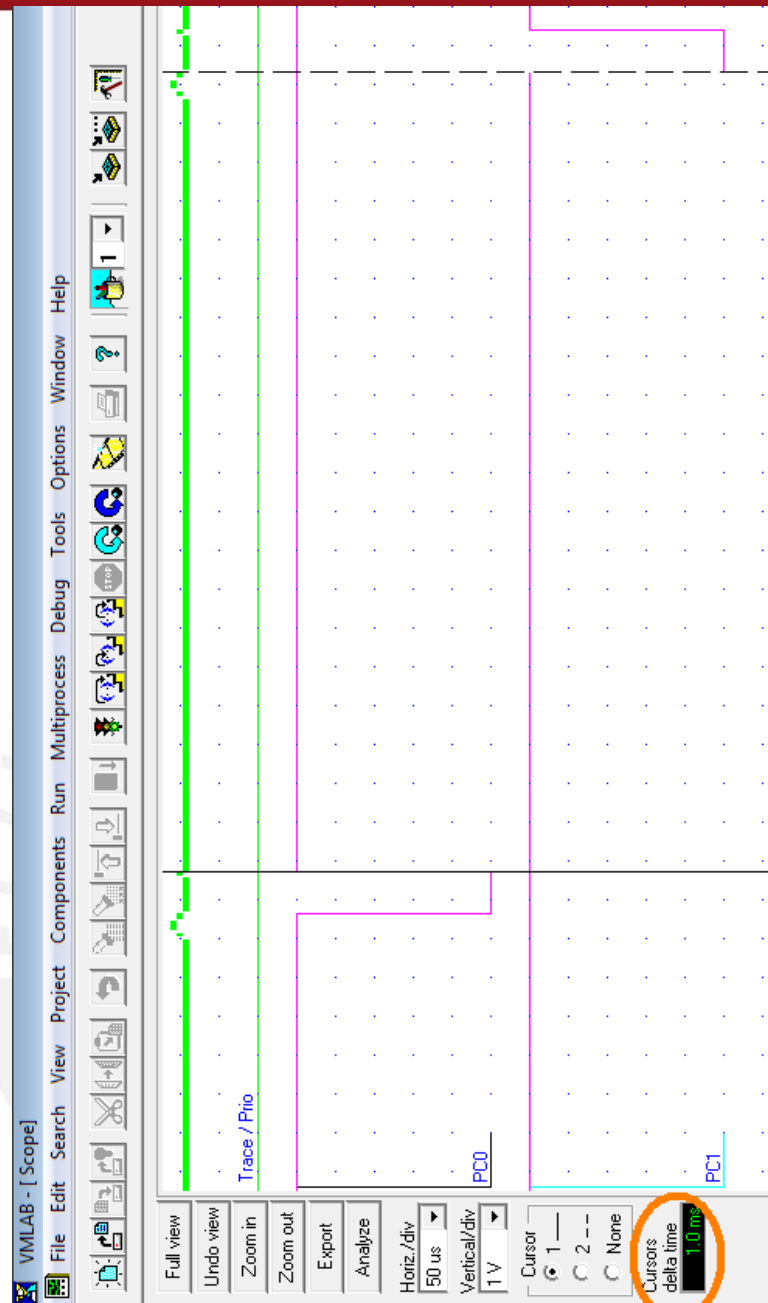 VMLAB - [ Scope]
File Edit Search View Project Components Run Multiprocess Debug Tools Options Window Help
STOP
1
Full view
Undo view
Zoom in
Zoom out
Export
Analyze
Horiz./div
50 us
Vertical/div
1 V
Cursor
1
2 --
None
Cursors
delta time
1.0 ms
Trace / Prio
PC0
PC1